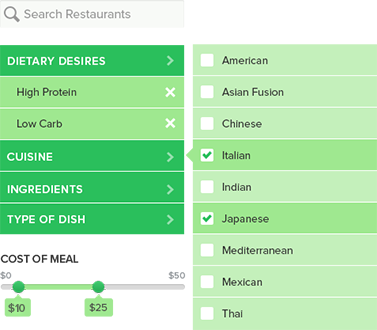 Search Restaurants
DIETARY DESIRES
High Protein
Low Carb
CUISINE
INGREDIENTS
TYPE OF DISH
COST OF MEAL
$0 $50
$10 $25
American
Asian Fusion
Chinese
Italian
Indian
Japanese
Mediterranean
Mexican
Thai